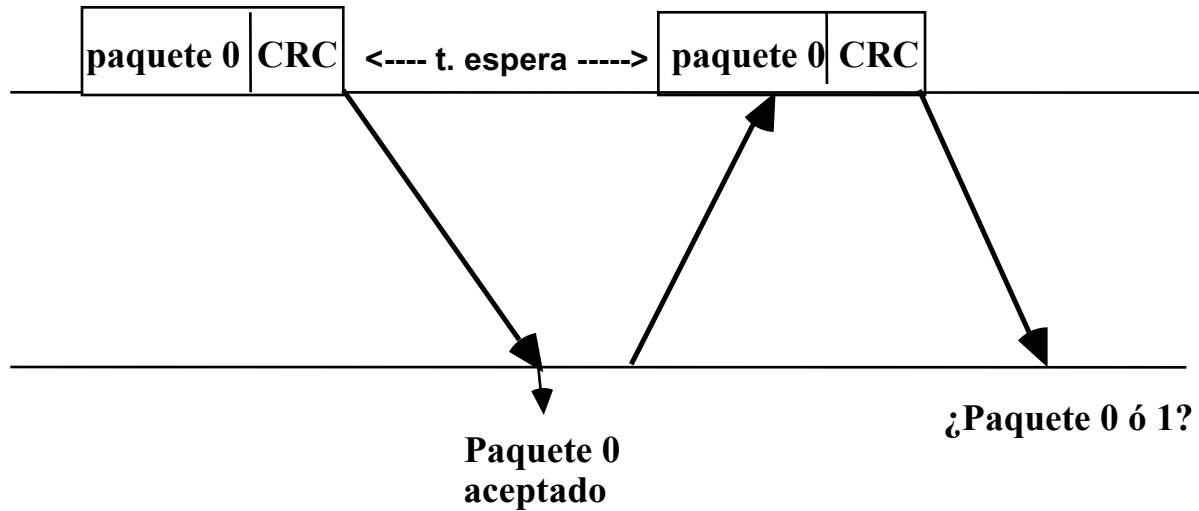 paquete 0 CRC <---- t. espera -----> paquete 0 CRC
¿Paquete 0 ó 1?
Paquete 0
aceptado